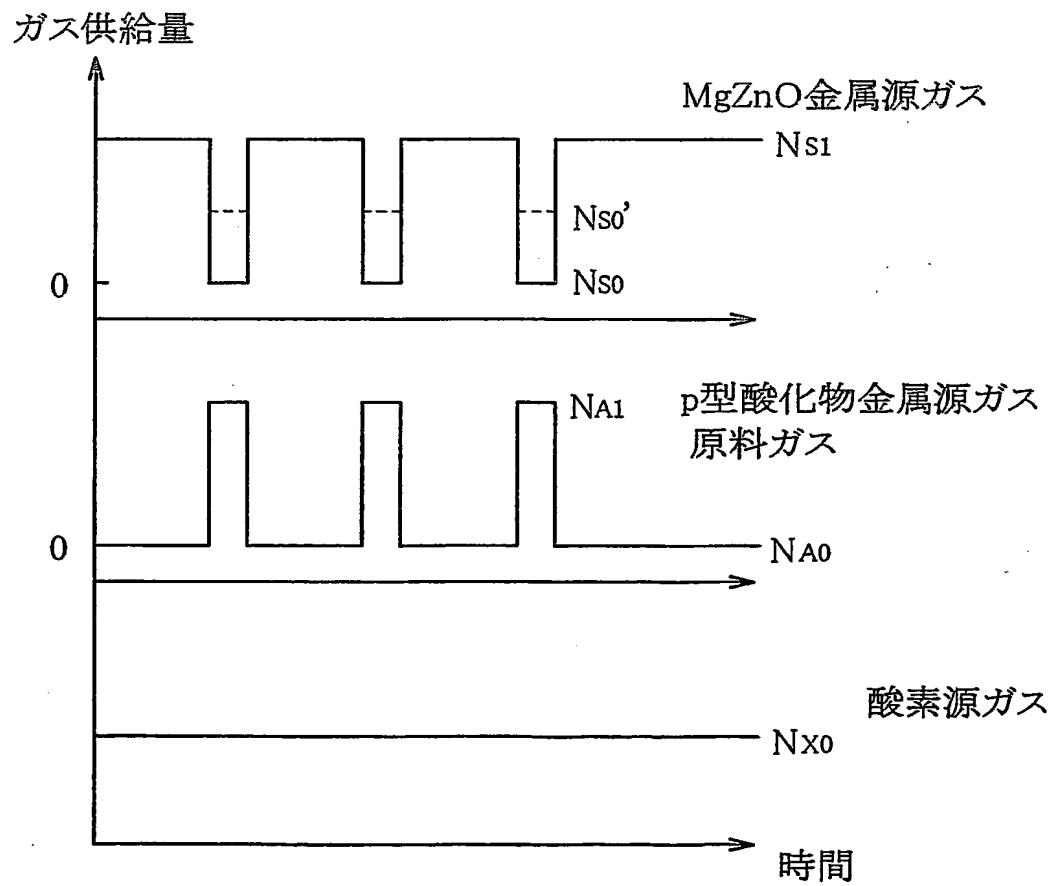 ガス供給量
MgZnO金属源ガス
NS1
NS0’
NS0
0
NA1
p型酸化物金属源ガス
原料ガス
0
NA0
酸素源ガス
NX0
時間